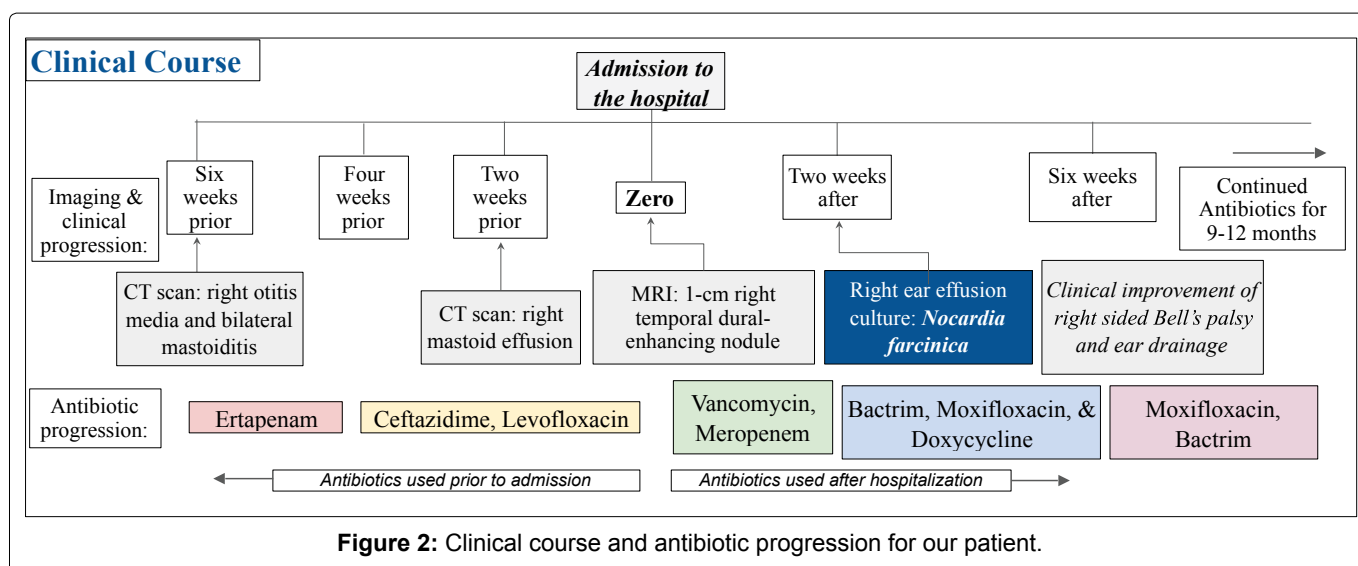 Clinical Course
Admission to
the hospital
Imaging &
clinical
progression:
Six
weeks
prior
Four
weeks
prior
Two
weeks
prior
Zero
Two weeks
after
Six weeks
after
Continued
Antibiotics for
9-12 months
CT scan: right otitis
media and bilateral
mastoiditis
CT scan: right
mastoid effusion
MRI: 1-cm right
temporal dural-
enhancing nodule
Right ear effusion
culture: Nocardia
farcinica
Clinical improvement of
right sided Bell's palsy
and ear drainage
Antibiotic
progression:
Ertapenam
Ceftazidime, Levofloxacin
Vancomycin,
Meropenem
Bactrim, Moxifloxacin, &
Doxycycline
Moxifloxacin,
Bactrim
Antibiotics used prior to admission
Antibiotics used after hospitalization
Figure 2: Clinical course and antibiotic progression for our patient.